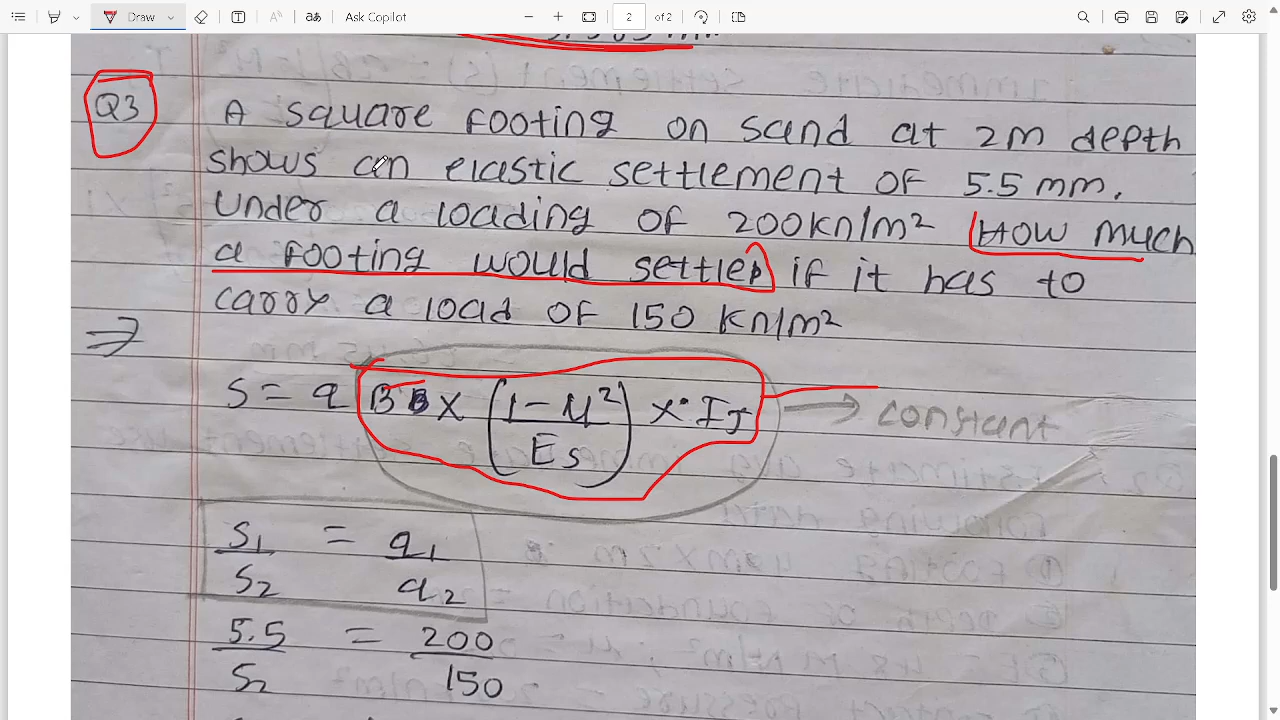 Draw
Ask Copilot
2 of 2
Q3 A square footing on sand at 2m depth
shows an elastic settlement of 5.5 mm.
Under a loading of 200kn/m² How much
a footing would settle if it has to
carry a load of 150 kn/m²
⇒
S = q B B × (1-μ²/Es) × If → constant
S1/S2 = q1/q2
5.5/S2 = 200/150